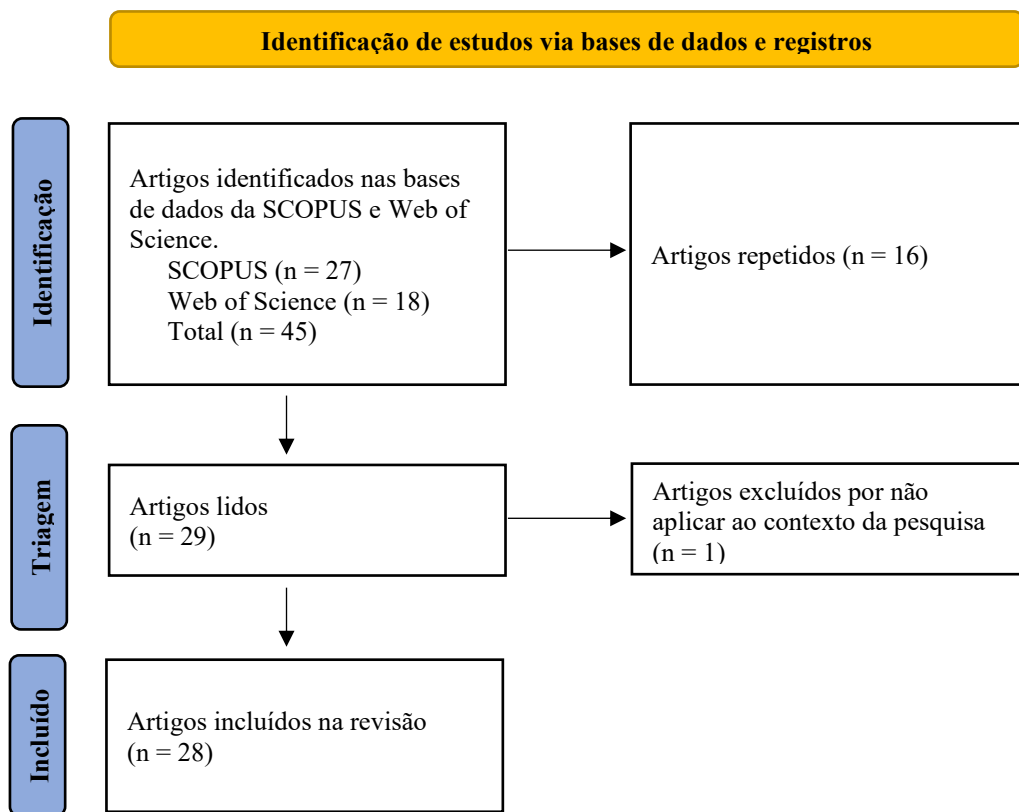 Identificação de estudos via bases de dados e registros
Identificação
Artigos identificados nas bases
de dados da SCOPUS e Web of
Science.
SCOPUS (n = 27)
Web of Science (n = 18)
Total (n = 45)
Artigos repetidos (n = 16)
Triagem
Artigos lidos
(n = 29)
Artigos excluídos por não
aplicar ao contexto da pesquisa
(n = 1)
Incluído
Artigos incluídos na revisão
(n = 28)